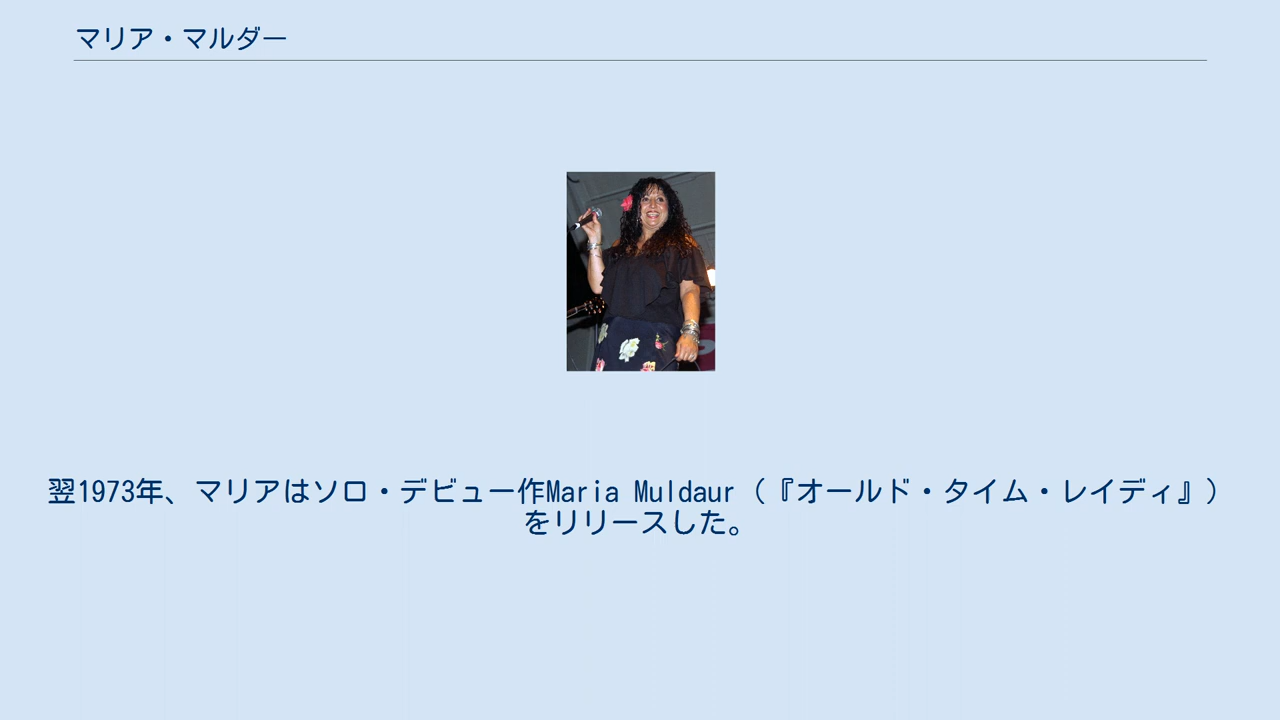 マリア・マルダー
翌1973年、マリアはソロ・デビュー作Maria Muldaur（『オールド・タイム・レイディ』）
をリリースした。